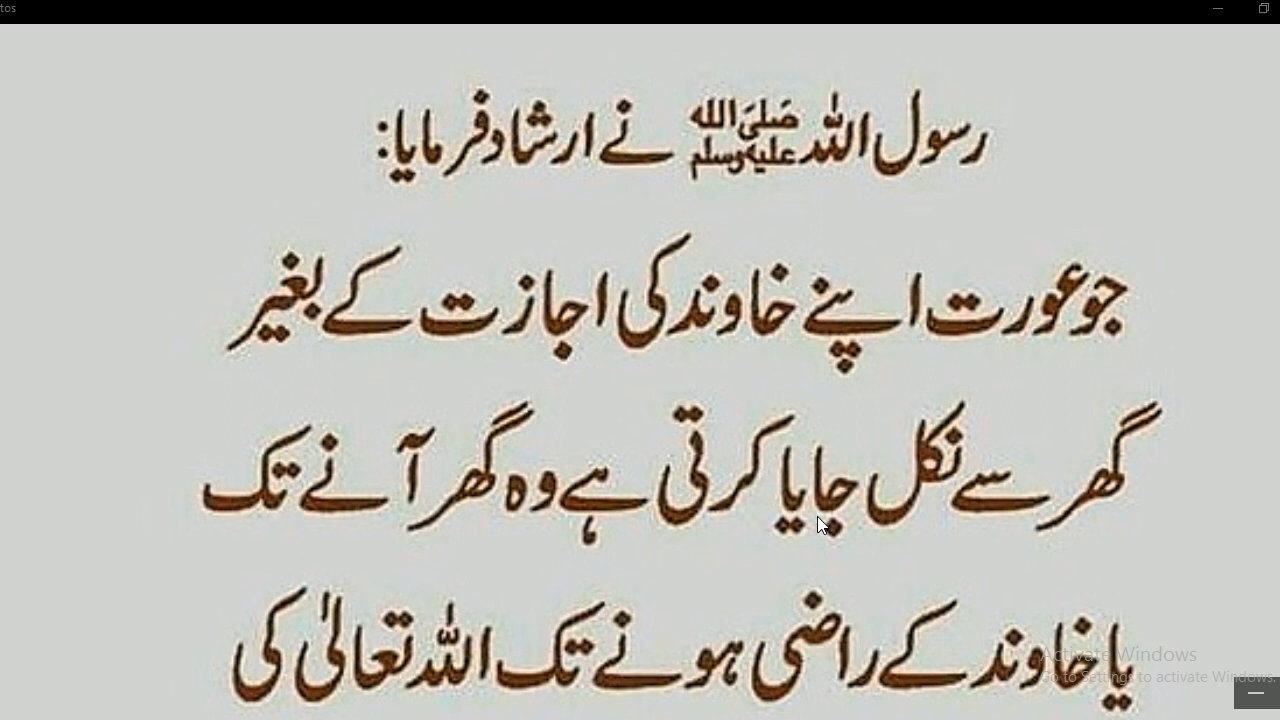 tos
رسول اللہ صلی اللہ علیہ وسلم نے ارشاد فرمایا:
جو عورت اپنے خاوند کی اجازت کے بغیر
گھر سے نکل جایا کرتی ہے وہ گھر آنے تک
یا خاوند کے راضی ہونے تک اللہ تعالیٰ کی
Activate Windows
Go to Settings to activate Windows.